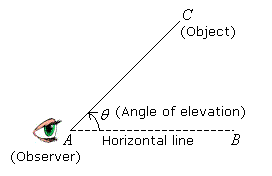 C
(Object)
θ (Angle of elevation)
A
B
Horizontal line
(Observer)